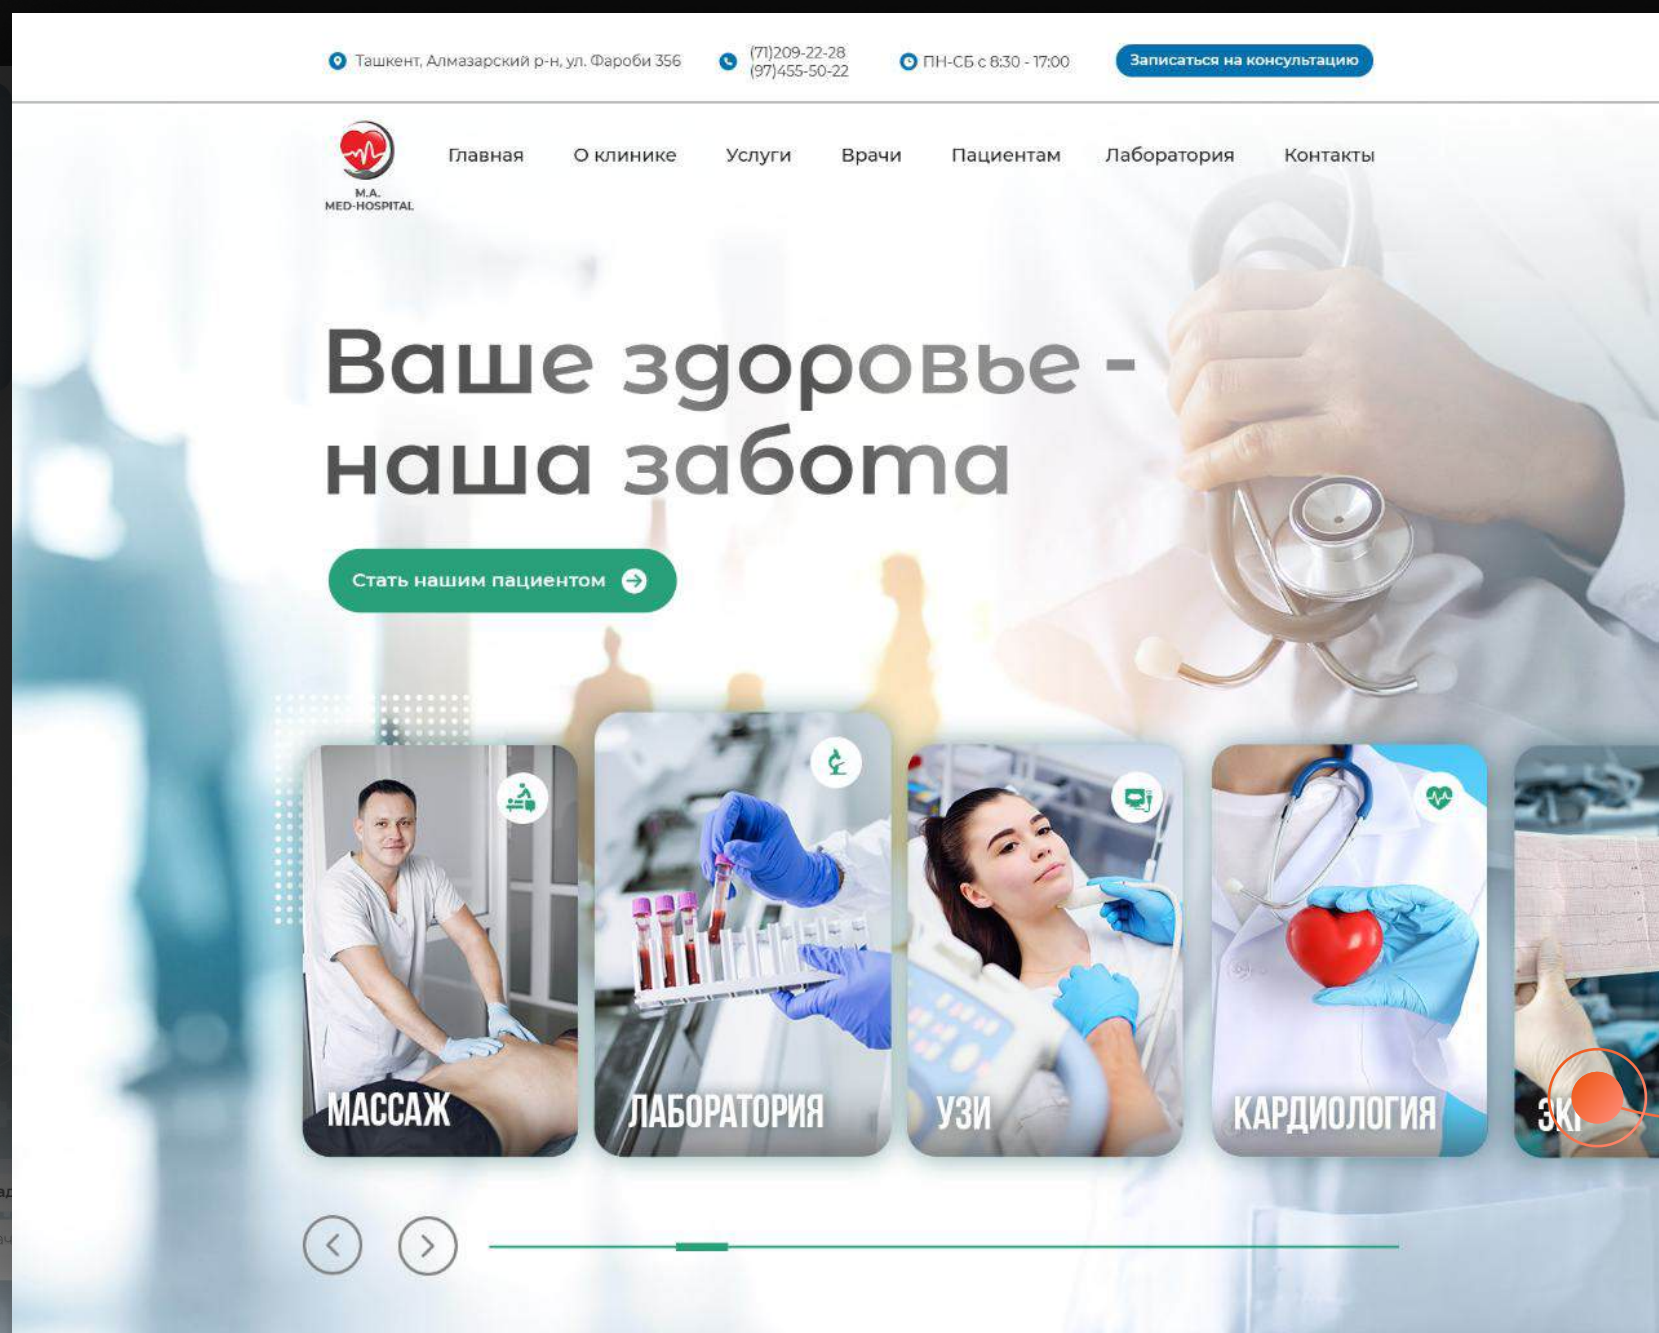 Ташкент, Алмазарский р-н, ул. Фароби 356
(71)209-22-28
(97)455-50-22
ПН-СБ с 8:30 - 17:00
Записаться на консультацию
M.A.
MED-HOSPITAL
Главная
О клинике
Услуги
Врачи
Пациентам
Лаборатория
Контакты
Ваше здоровье -
наша забота
Стать нашим пациентом
МАССАЖ
ЛАБОРАТОРИЯ
УЗИ
КАРДИОЛОГИЯ